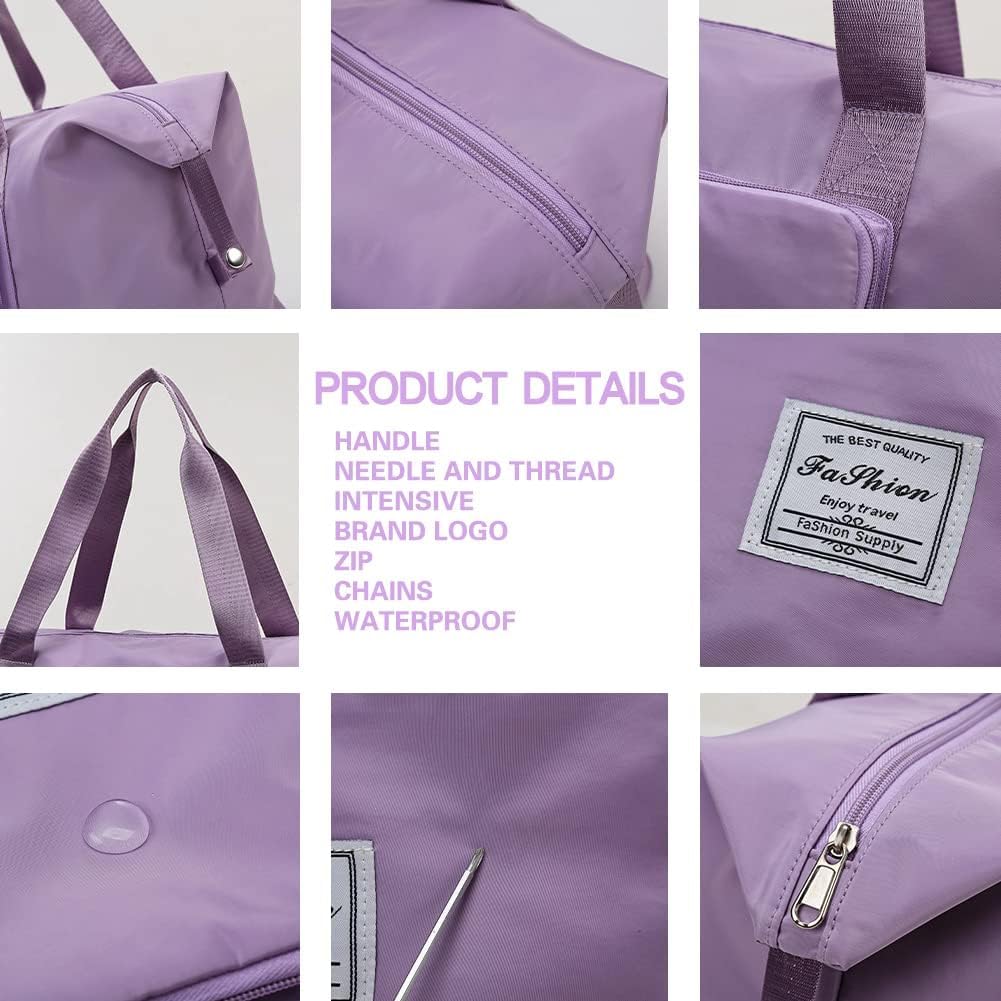 PRODUCT DETAILS
HANDLE
NEEDLE AND THREAD
INTENSIVE
BRAND LOGO
ZIP
CHAINS
WATERPROOF
THE BEST QUALITY
FaShion
Enjoy travel
FaShion Supply